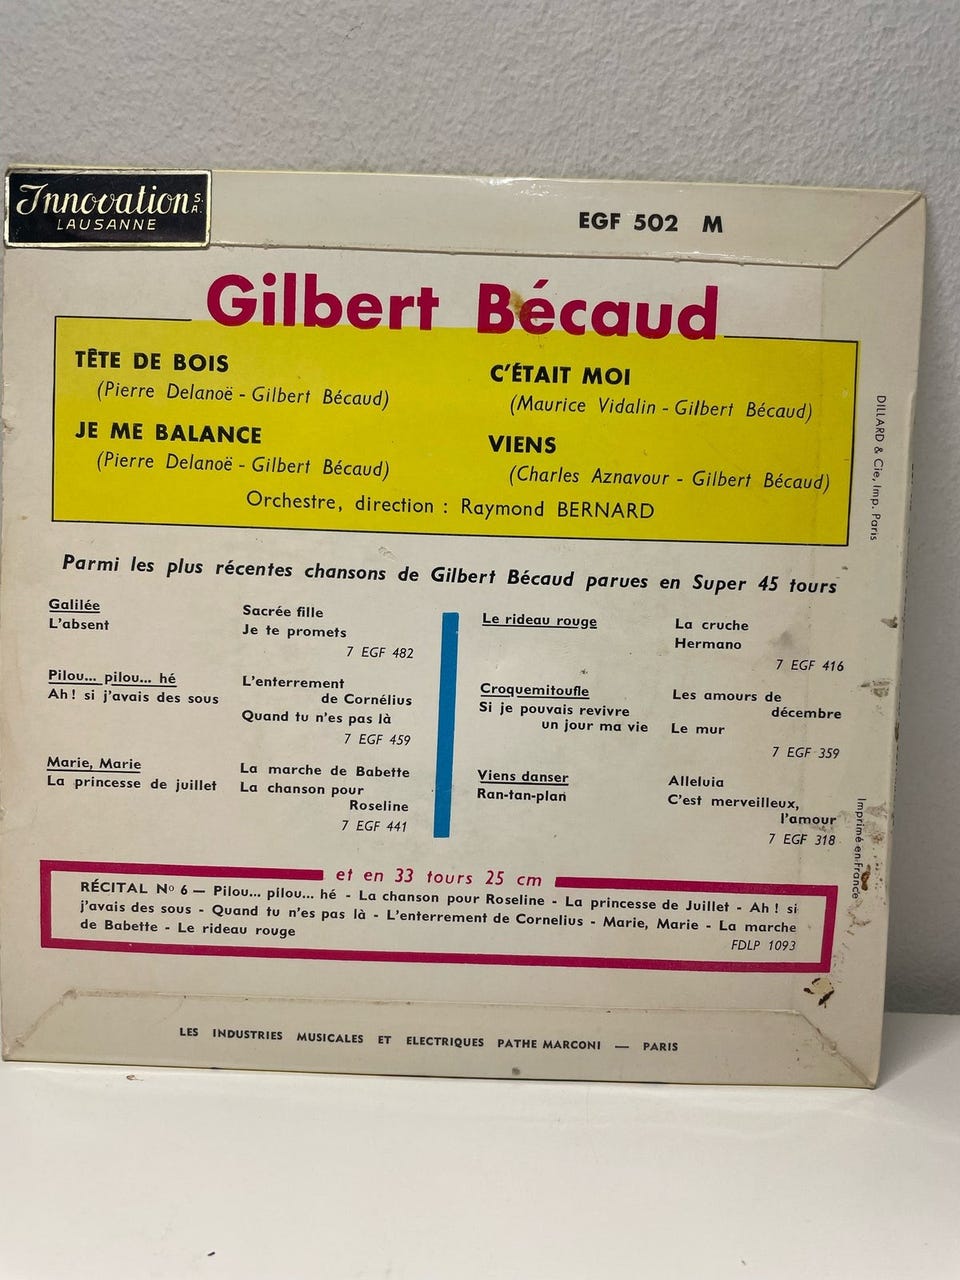 Innovation S.A.
LAUSANNE
EGF 502 M
Gilbert Bécaud
TÊTE DE BOIS
(Pierre Delanoë - Gilbert Bécaud)
JE ME BALANCE
(Pierre Delanoë - Gilbert Bécaud)
C'ÉTAIT MOI
(Maurice Vidalin - Gilbert Bécaud)
VIENS
(Charles Aznavour - Gilbert Bécaud)
Orchestre, direction : Raymond BERNARD
DILLARD & Cie, Imp. Paris
Parmi les plus récentes chansons de Gilbert Bécaud parues en Super 45 tours
Galilée
L'absent
Sacrée fille
Je te promets
7 EGF 482
Pilou... pilou... hé
Ah ! si j'avais des sous
L'enterrement
de Cornélius
Quand tu n'es pas là
7 EGF 459
Marie, Marie
La princesse de juillet
La marche de Babette
La chanson pour
Roseline
7 EGF 441
Le rideau rouge
La cruche
Hermano
7 EGF 416
Croquemitoufle
Si je pouvais revivre
un jour ma vie
Les amours de
décembre
Le mur
7 EGF 359
Viens danser
Ran-tan-plan
Alleluia
C'est merveilleux,
l'amour
7 EGF 318
Imprimé en France
et en 33 tours 25 cm
RÉCITAL No 6 — Pilou... pilou... hé - La chanson pour Roseline - La princesse de Juillet - Ah ! si
j'avais des sous - Quand tu n'es pas là - L'enterrement de Cornelius - Marie, Marie - La marche
de Babette - Le rideau rouge
FDLP 1093
LES INDUSTRIES MUSICALES ET ELECTRIQUES PATHE MARCONI — PARIS